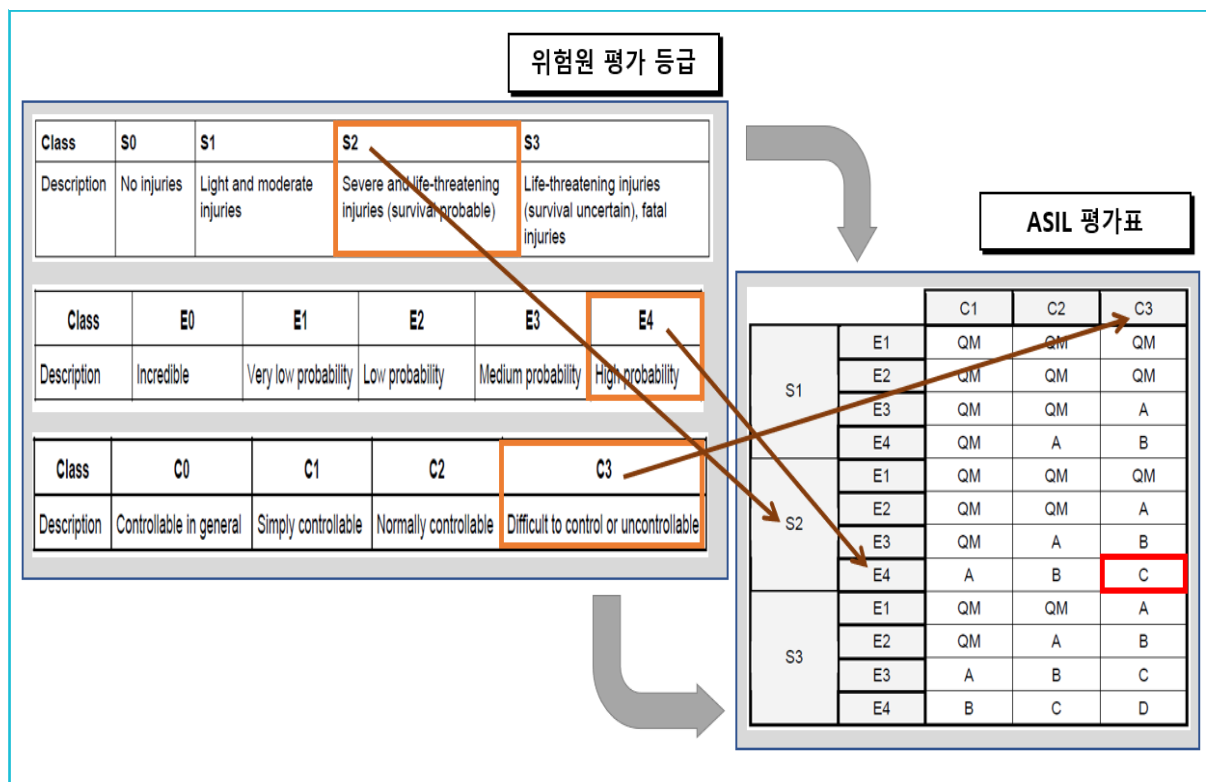 위험원 평가 등급
Class S0 S1 S2 S3
Description No injuries Light and moderate Severe and life-threatening Life-threatening injuries
injuries injuries (survival probable) (survival uncertain), fatal
injuries
Class E0 E1 E2 E3 E4
Description Incredible Very low probability Low probability Medium probability High probability
Class C0 C1 C2 C3
Description Controllable in general Simply controllable Normally controllable Difficult to control or uncontrollable
ASIL 평가표
C1 C2 C3
S1 E1 QM QM QM
E2 QM QM QM
E3 QM QM A
E4 QM A B
S2 E1 QM QM QM
E2 QM QM A
E3 QM A B
E4 A B C
S3 E1 QM QM A
E2 QM A B
E3 A B C
E4 B C D